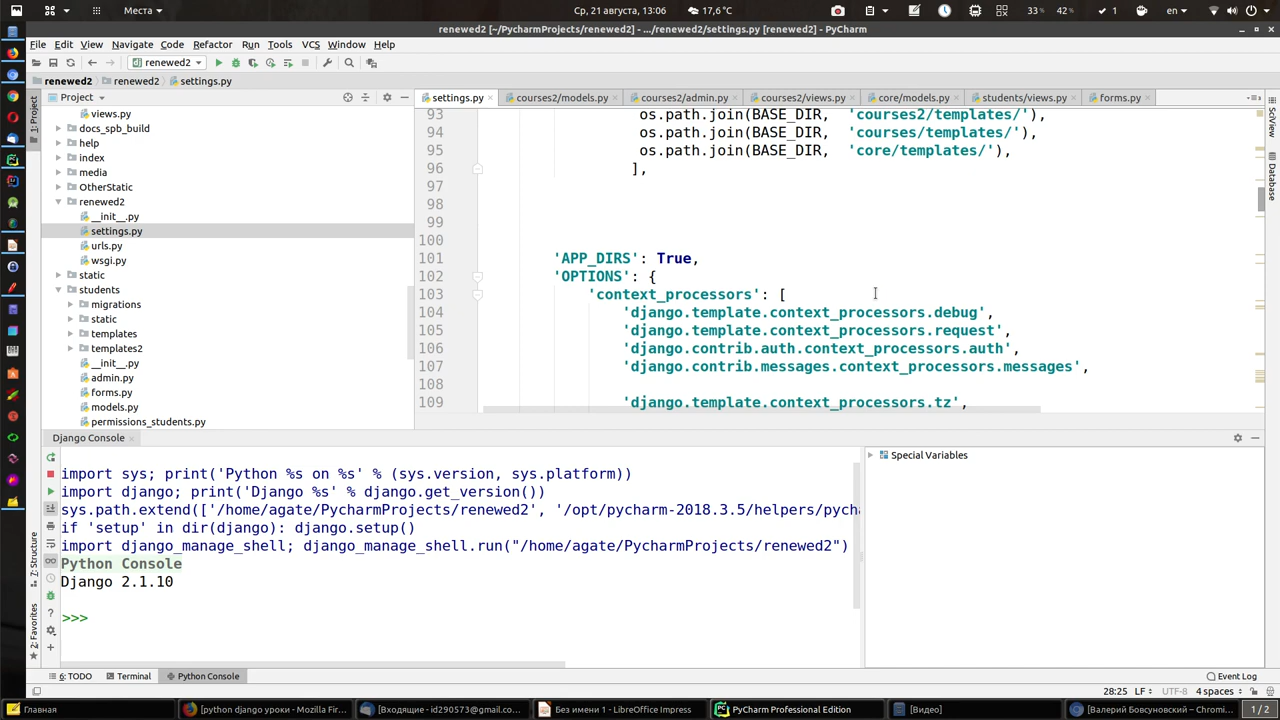 Места
Ср, 21 августа, 13:06
17,6°C
33 %
42 %
1
en
renewed2 [~/PycharmProjects/renewed2] - .../renewed2/settings.py [renewed2] - PyCharm
File Edit View Navigate Code Refactor Run Tools VCS Window Help
renewed2
renewed2 renewed2 settings.py
1: Project
Project
settings.py courses2/models.py courses2/admin.py courses2/views.py core/models.py students/views.py forms.py
SciView
Database
views.py
docs_spb_build
help
index
media
OtherStatic
renewed2
__init__.py
settings.py
urls.py
wsgi.py
static
students
migrations
static
templates
templates2
__init__.py
admin.py
forms.py
models.py
permissions_students.py
93 os.path.join(BASE_DIR, 'courses2/templates/'),
94 os.path.join(BASE_DIR, 'courses/templates/'),
95 os.path.join(BASE_DIR, 'core/templates/'),
96 ],
97
98
99
100
101 'APP_DIRS': True,
102 'OPTIONS': {
103 'context_processors': [
104 'django.template.context_processors.debug',
105 'django.template.context_processors.request',
106 'django.contrib.auth.context_processors.auth',
107 'django.contrib.messages.context_processors.messages',
108
109 'django.template.context_processors.tz',
Django Console
import sys; print('Python %s on %s' % (sys.version, sys.platform))
import django; print('Django %s' % django.get_version())
sys.path.extend(['/home/agate/PycharmProjects/renewed2', '/opt/pycharm-2018.3.5/helpers/pycha
if 'setup' in dir(django): django.setup()
import django_manage_shell; django_manage_shell.run("/home/agate/PycharmProjects/renewed2")
Python Console
Django 2.1.10
>>>
Special Variables
7: Structure
2: Favorites
6: TODO Terminal Python Console Event Log
28:25 LF UTF-8 4 spaces
Главная
[python django уроки - Mozilla Fir...
[Входящие - id290573@gmail.co...
Без имени 1 - LibreOffice Impress
PyCharm Professional Edition
[Видео]
[Валерий Бовсуновский – Chromi...
1/2